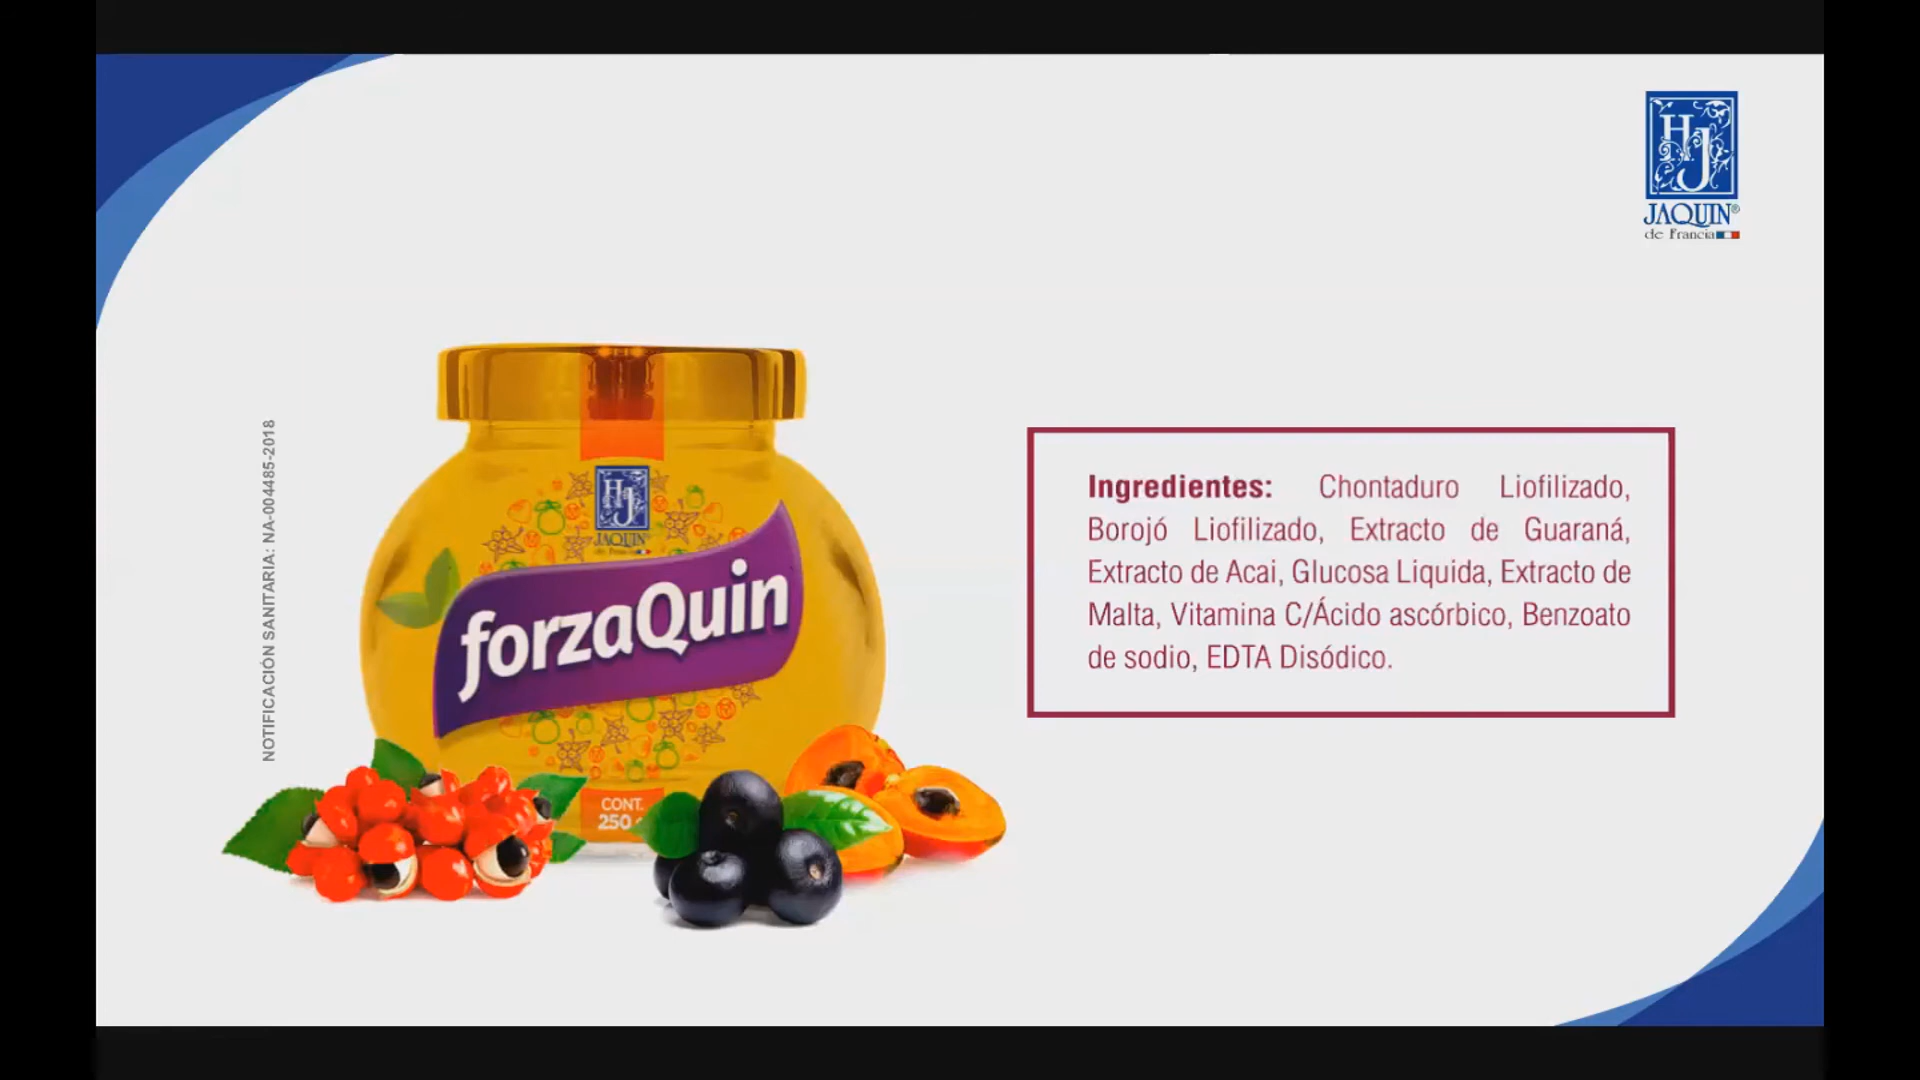 HJ
JAQUIN®
de Francia
NOTIFICACIÓN SANITARIA: NA-004485-2018
HJ
JAQUIN
de Francia
forzaQuin
CONT.
250
Ingredientes: Chontaduro Liofilizado,
Borojó Liofilizado, Extracto de Guaraná,
Extracto de Acai, Glucosa Liquida, Extracto de
Malta, Vitamina C/Ácido ascórbico, Benzoato
de sodio, EDTA Disódico.